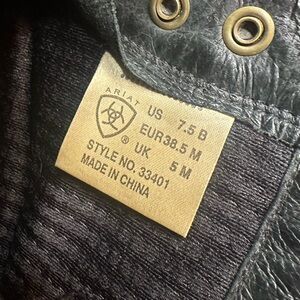 ARIAT
®
US 7.5 B
EUR38.5 M
UK 5 M
STYLE NO. 33401
MADE IN CHINA